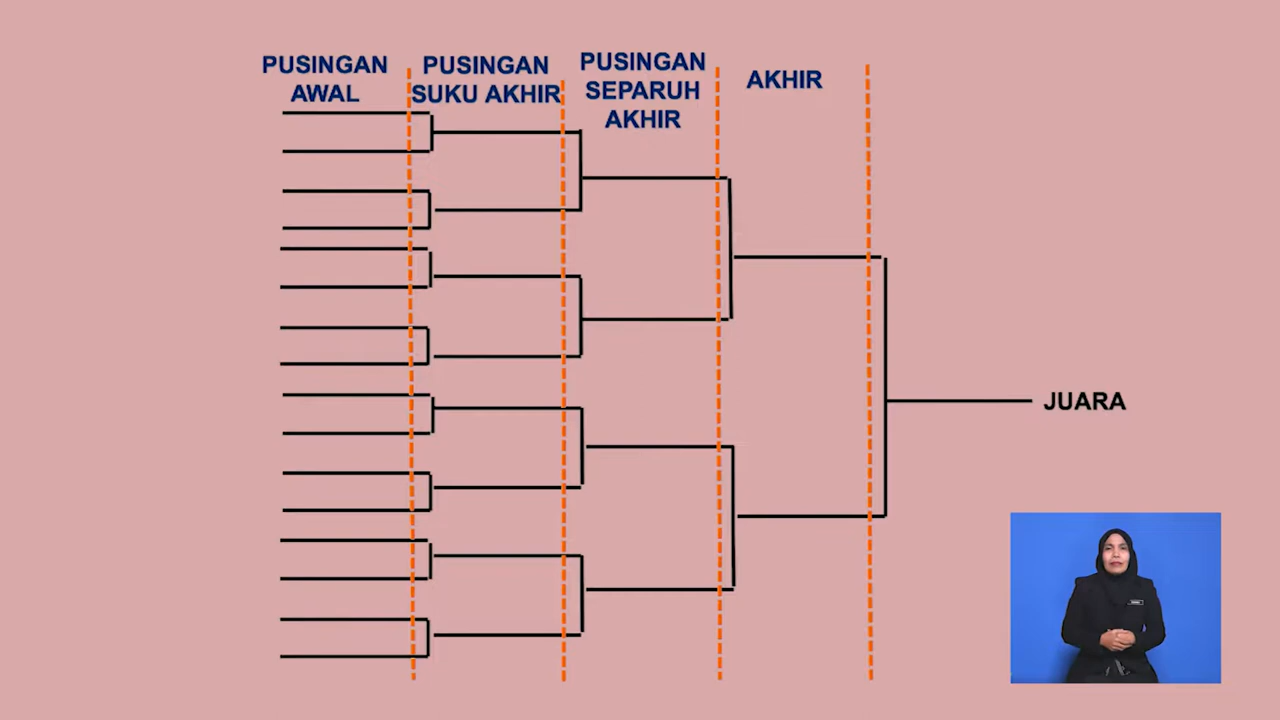 PUSINGAN
AWAL
PUSINGAN
SUKU AKHIR
PUSINGAN
SEPARUH
AKHIR
AKHIR
JUARA